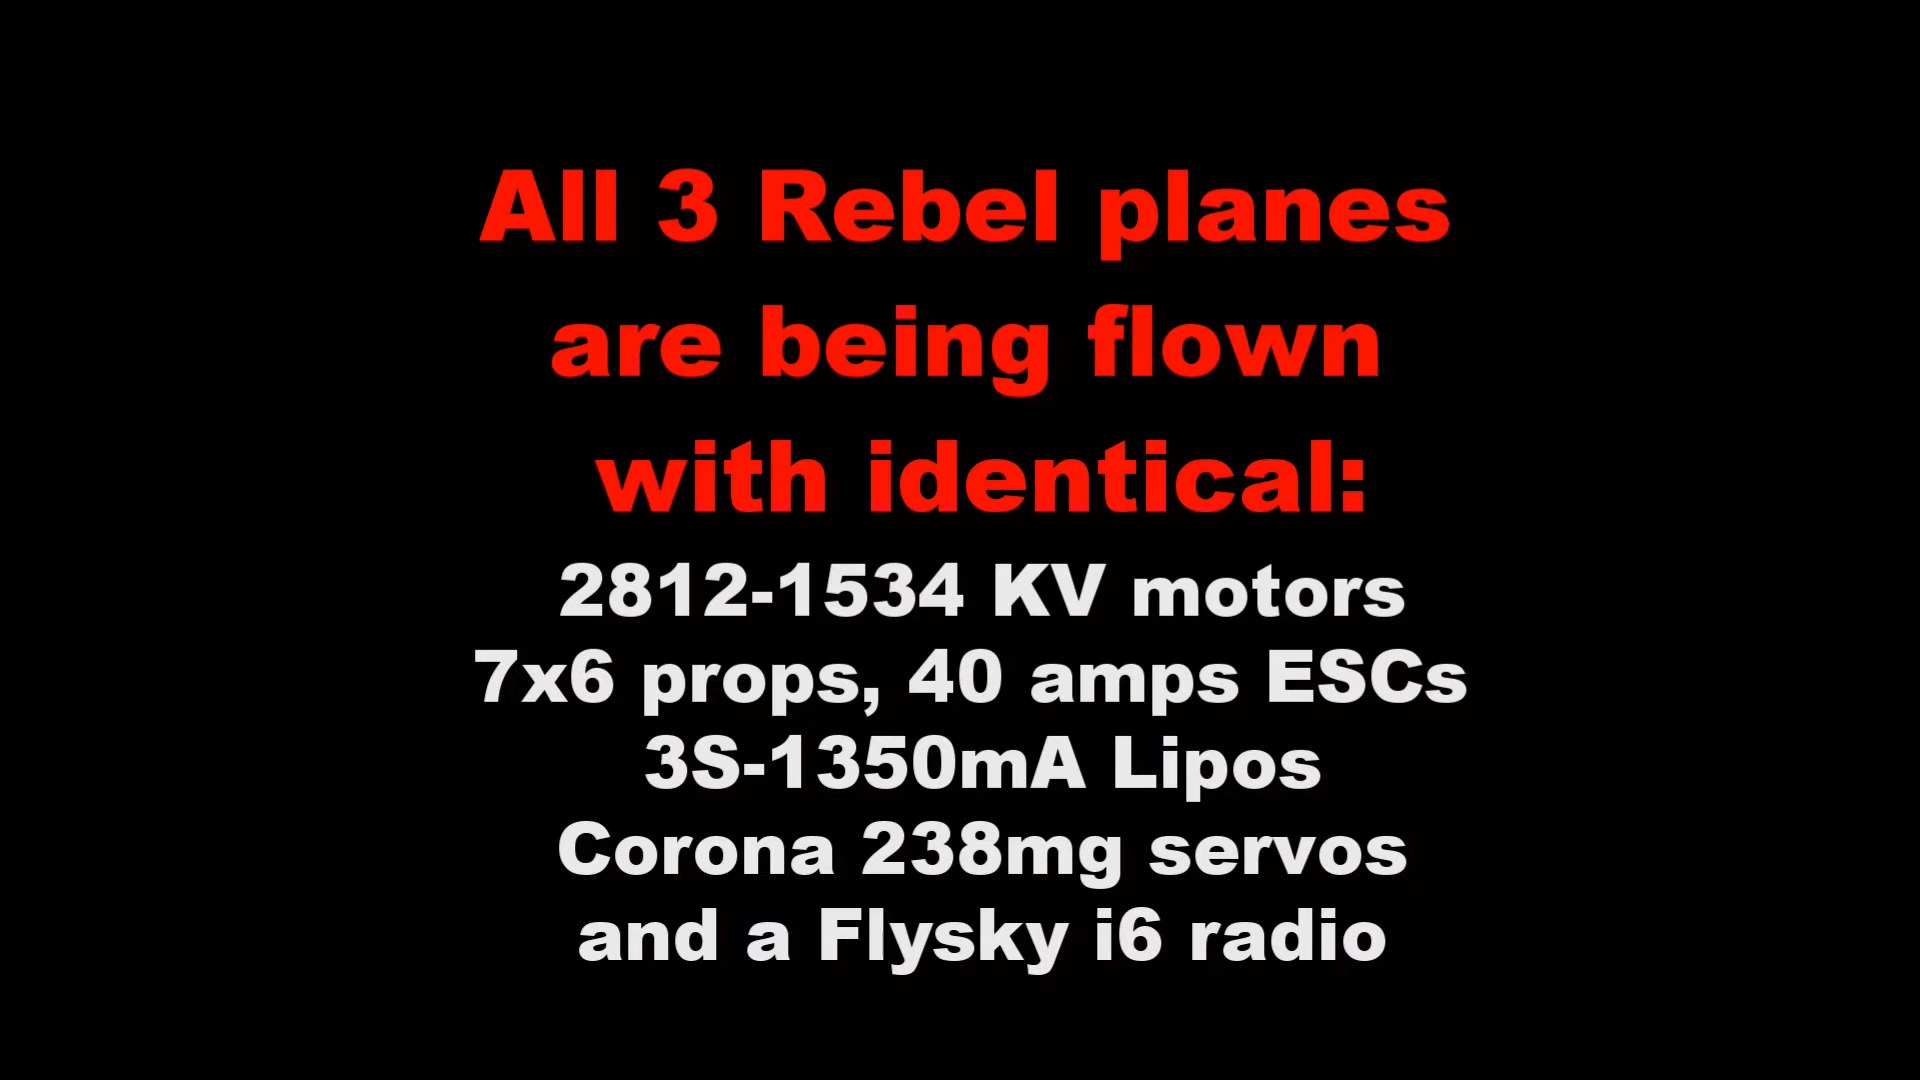 All 3 Rebel planes
are being flown
with identical:
2812-1534 KV motors
7x6 props, 40 amps ESCs
3S-1350mA Lipos
Corona 238mg servos
and a Flysky i6 radio